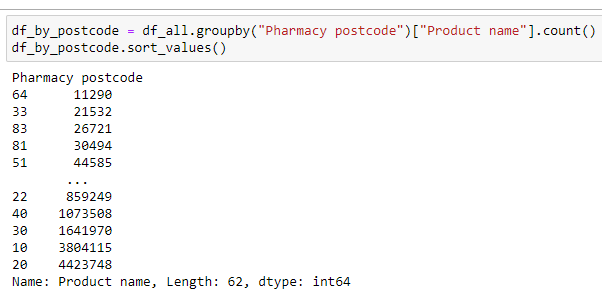 df_by_postcode = df_all.groupby("Pharmacy postcode")["Product name"].count()
df_by_postcode.sort_values()
Pharmacy postcode
64 11290
33 21532
83 26721
81 30494
51 44585
...
22 859249
40 1073508
30 1641970
10 3804115
20 4423748
Name: Product name, Length: 62, dtype: int64